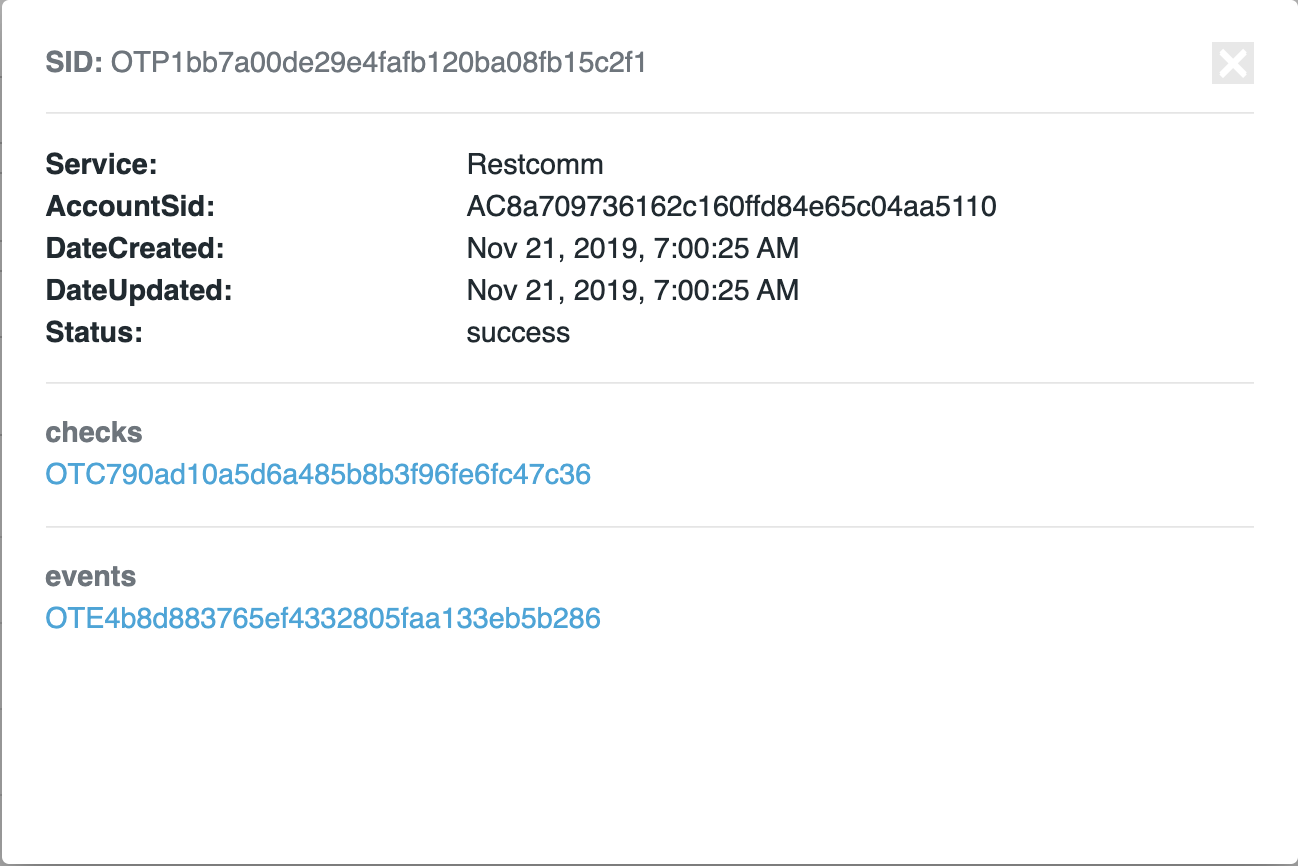 SID: OTP1bb7a00de29e4fafb120ba08fb15c2f1
Service: Restcomm
AccountSid: AC8a709736162c160ffd84e65c04aa5110
DateCreated: Nov 21, 2019, 7:00:25 AM
DateUpdated: Nov 21, 2019, 7:00:25 AM
Status: success
checks
OTC790ad10a5d6a485b8b3f96fe6fc47c36
events
OTE4b8d883765ef4332805faa133eb5b286